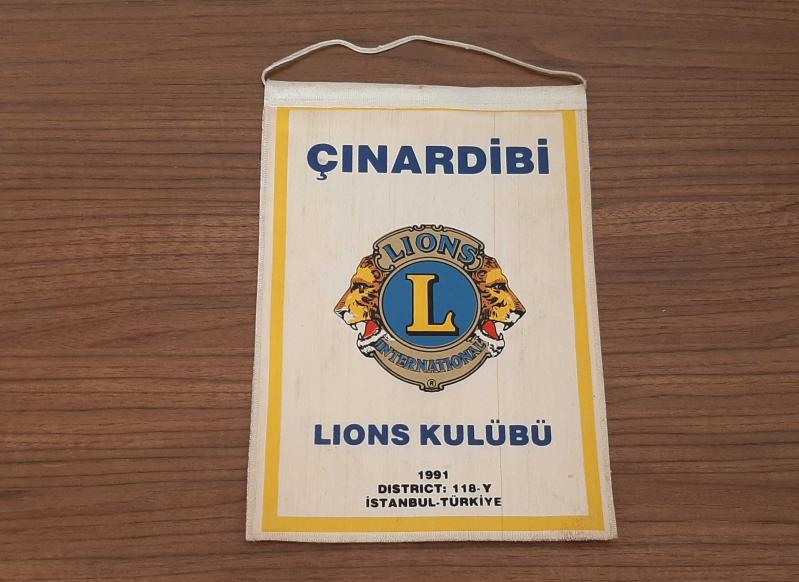 ÇINARDİBİ
LIONS
L
INTERNATIONAL
®
LIONS KULÜBÜ
1991
DISTRICT: 118-Y
İSTANBUL-TÜRKİYE